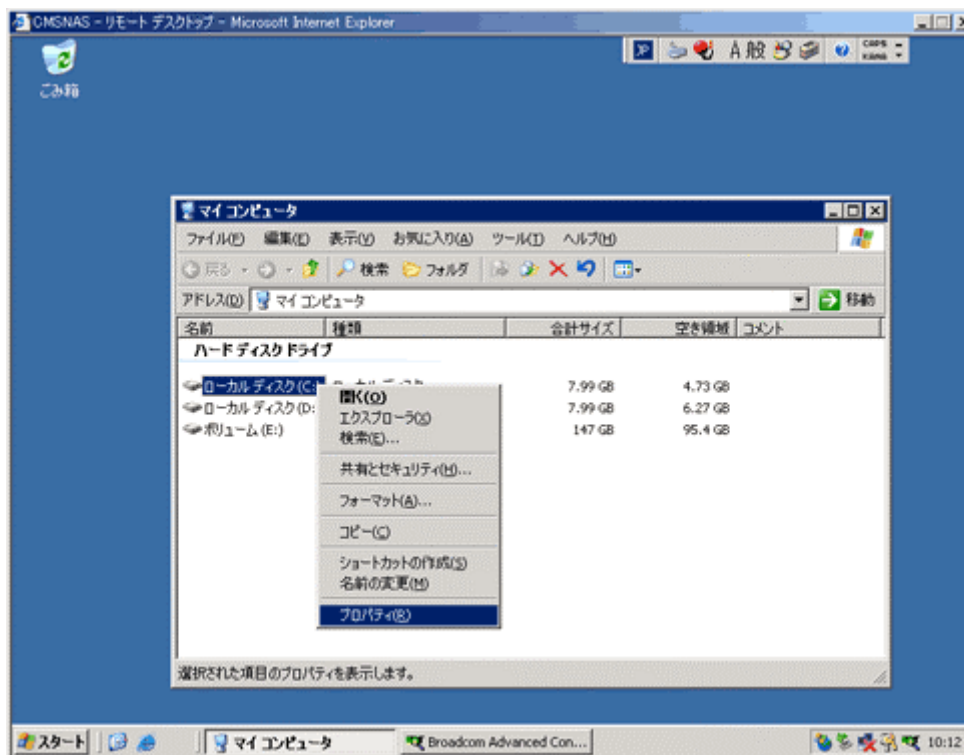 CMSNAS - リモート デスクトップ - Microsoft Internet Explorer
A 般 CAPS KANA
ごみ箱
マイ コンピュータ
ファイル(F) 編集(E) 表示(V) お気に入り(A) ツール(T) ヘルプ(H)
戻る 検索 フォルダ
アドレス(D) マイ コンピュータ 移動
名前 種類 合計サイズ 空き領域 コメント
ハード ディスク ドライブ
ローカル ディスク (C: ローカル ディスク 7.99 GB 4.73 GB
ローカル ディスク (D: 7.99 GB 6.27 GB
ボリューム (E:) 147 GB 95.4 GB
開く(O)
エクスプローラ(X)
検索(E)...
共有とセキュリティ(H)...
フォーマット(A)...
コピー(C)
ショートカットの作成(S)
名前の変更(M)
プロパティ(R)
選択された項目のプロパティを表示します。
スタート マイ コンピュータ Broadcom Advanced Con... 10:12